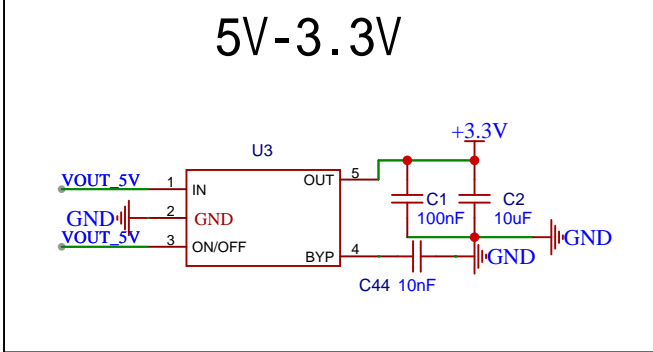 5V-3.3V
+3.3V
U3
VOUT_5V 1 IN OUT 5
GND 2 GND
C1 C2
100nF 10uF
VOUT_5V 3 ON/OFF
GND
BYP 4
GND
C44 10nF